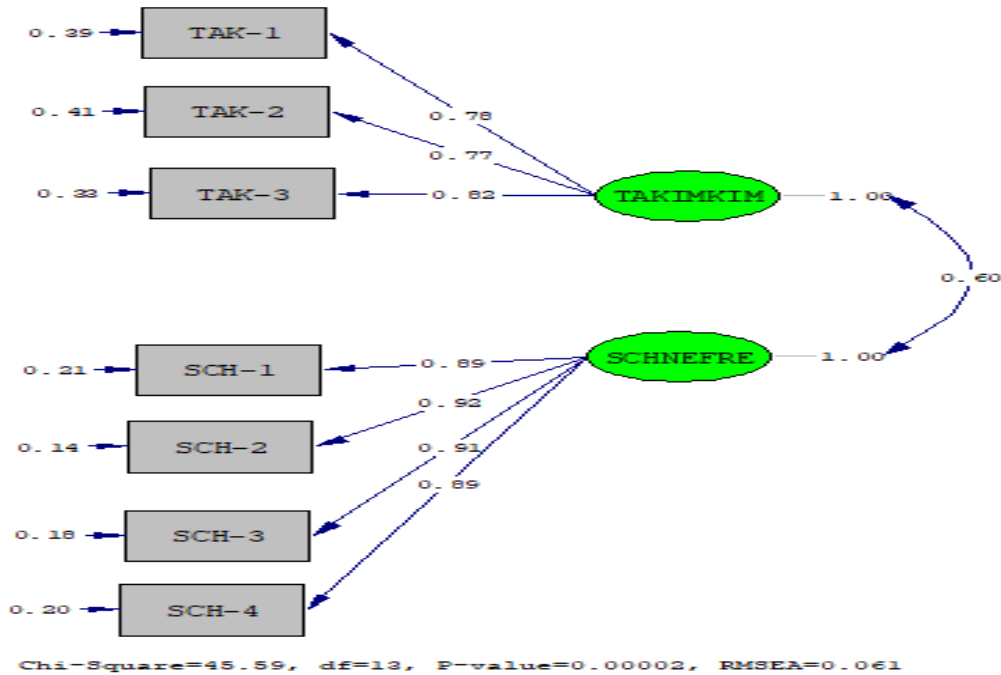 0.39 TAK-1
0.78
0.41 TAK-2
0.77
0.33 TAK-3 0.82 TAKIMKIM 1.00
0.60
0.21 SCH-1 0.89 SCHNEFRE 1.00
0.92
0.14 SCH-2
0.91
0.89
0.18 SCH-3
0.20 SCH-4
Chi-Square=45.59, df=13, P-value=0.00002, RMSEA=0.061